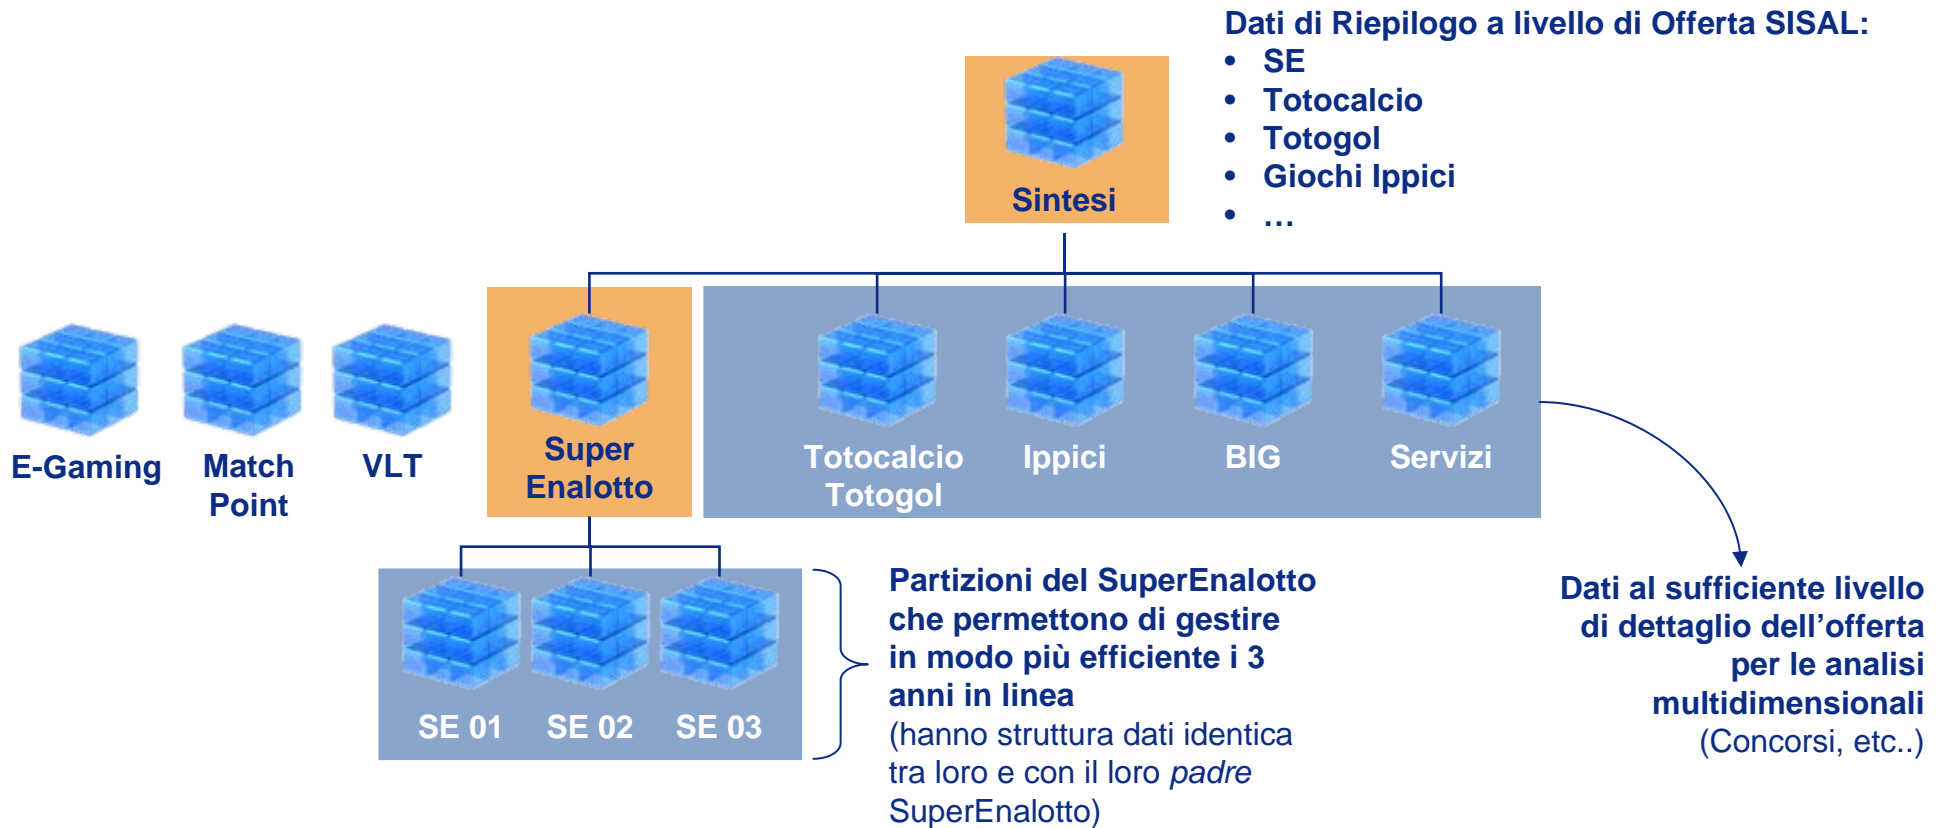 Dati di Riepilogo a livello di Offerta SISAL:
• SE
• Totocalcio
• Totogol
• Giochi Ippici
• …
Sintesi
E-Gaming
Match
Point
VLT
Super
Enalotto
Totocalcio
Totogol
Ippici
BIG
Servizi
SE 01
SE 02
SE 03
Partizioni del SuperEnalotto
che permettono di gestire
in modo più efficiente i 3
anni in linea
(hanno struttura dati identica
tra loro e con il loro padre
SuperEnalotto)
Dati al sufficiente livello
di dettaglio dell’offerta
per le analisi
multidimensionali
(Concorsi, etc..)